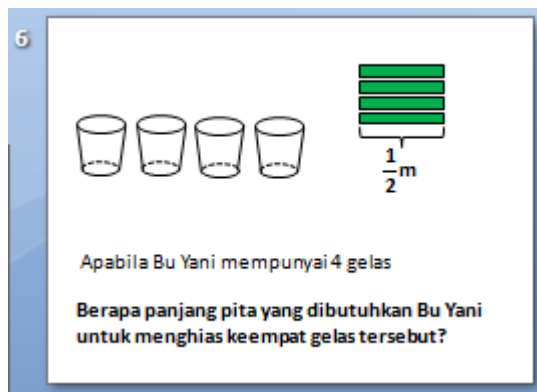 6
1/2 m
Apabila Bu Yani mempunyai 4 gelas
Berapa panjang pita yang dibutuhkan Bu Yani
untuk menghias keempat gelas tersebut?